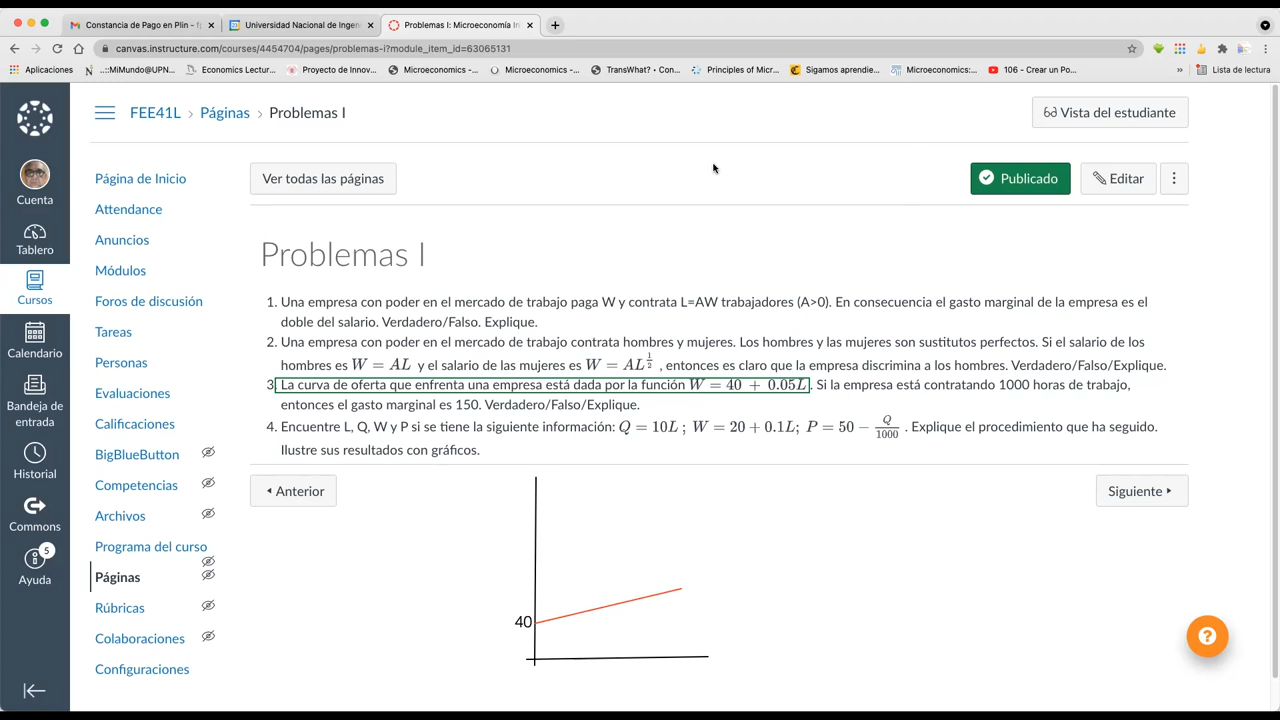 Constancia de Pago en Plin - f
Universidad Nacional de Ingen
Problemas I: Microeconomía In
canvas.instructure.com/courses/4454704/pages/problemas-i?module_item_id=63065131
Aplicaciones
..::MiMundo@UPN...
Economics Lectur...
Proyecto de Innov...
Microeconomics -...
Microeconomics -...
TransWhat? • Con...
Principles of Micr...
Sigamos aprendie...
Microeconomics:...
106 - Crear un Po...
»
Lista de lectura
FEE41L > Páginas > Problemas I
Vista del estudiante
Cuenta
Tablero
Cursos
Calendario
Bandeja de entrada
Historial
Commons
5
Ayuda
Página de Inicio
Attendance
Anuncios
Módulos
Foros de discusión
Tareas
Personas
Evaluaciones
Calificaciones
BigBlueButton
Competencias
Archivos
Programa del curso
Páginas
Rúbricas
Colaboraciones
Configuraciones
Ver todas las páginas
Publicado
Editar
Problemas I
1. Una empresa con poder en el mercado de trabajo paga W y contrata L=AW trabajadores (A>0). En consecuencia el gasto marginal de la empresa es el
doble del salario. Verdadero/Falso. Explique.
2. Una empresa con poder en el mercado de trabajo contrata hombres y mujeres. Los hombres y las mujeres son sustitutos perfectos. Si el salario de los
hombres es W = AL y el salario de las mujeres es W = AL^{1/2} , entonces es claro que la empresa discrimina a los hombres. Verdadero/Falso/Explique.
3. La curva de oferta que enfrenta una empresa está dada por la función W = 40 + 0.05L. Si la empresa está contratando 1000 horas de trabajo,
entonces el gasto marginal es 150. Verdadero/Falso/Explique.
4. Encuentre L, Q, W y P si se tiene la siguiente información: Q = 10L ; W = 20 + 0.1L; P = 50 − Q/1000 . Explique el procedimiento que ha seguido.
Ilustre sus resultados con gráficos.
Anterior
Siguiente
40
?